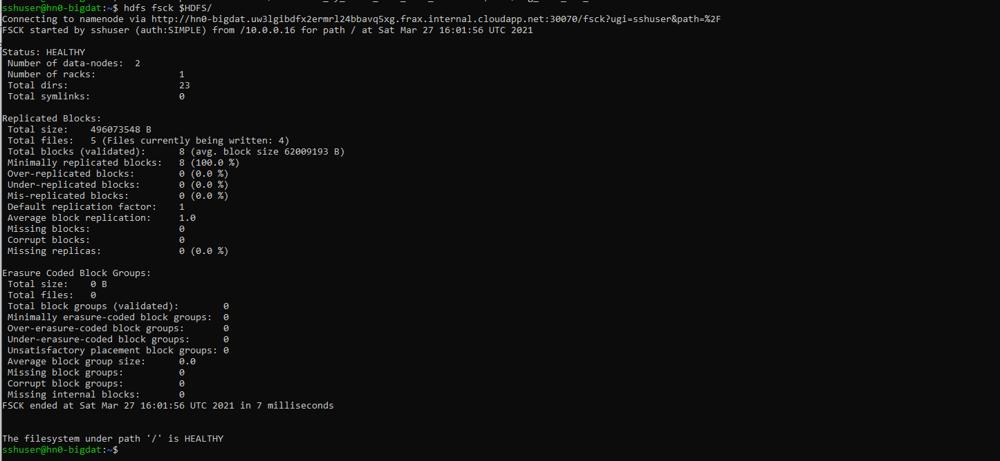 sshuser@hn0-bigdat:~$ hdfs fsck $HDFS/
Connecting to namenode via http://hn0-bigdat.uw3lgibdfx2ermrl24bbavq5xg.frax.internal.cloudapp.net:30070/fsck?ugi=sshuser&path=%2F
FSCK started by sshuser (auth:SIMPLE) from /10.0.0.16 for path / at Sat Mar 27 16:01:56 UTC 2021

Status: HEALTHY
 Number of data-nodes:  2
 Number of racks:               1
 Total dirs:                    23
 Total symlinks:                0

Replicated Blocks:
 Total size:    496073548 B
 Total files:   5 (Files currently being written: 4)
 Total blocks (validated):      8 (avg. block size 62009193 B)
 Minimally replicated blocks:   8 (100.0 %)
 Over-replicated blocks:        0 (0.0 %)
 Under-replicated blocks:       0 (0.0 %)
 Mis-replicated blocks:         0 (0.0 %)
 Default replication factor:    1
 Average block replication:     1.0
 Missing blocks:                0
 Corrupt blocks:                0
 Missing replicas:              0 (0.0 %)

Erasure Coded Block Groups:
 Total size:    0 B
 Total files:   0
 Total block groups (validated):        0
 Minimally erasure-coded block groups:  0
 Over-erasure-coded block groups:       0
 Under-erasure-coded block groups:      0
 Unsatisfactory placement block groups: 0
 Average block group size:      0.0
 Missing block groups:          0
 Corrupt block groups:          0
 Missing internal blocks:       0
FSCK ended at Sat Mar 27 16:01:56 UTC 2021 in 7 milliseconds


The filesystem under path '/' is HEALTHY
sshuser@hn0-bigdat:~$